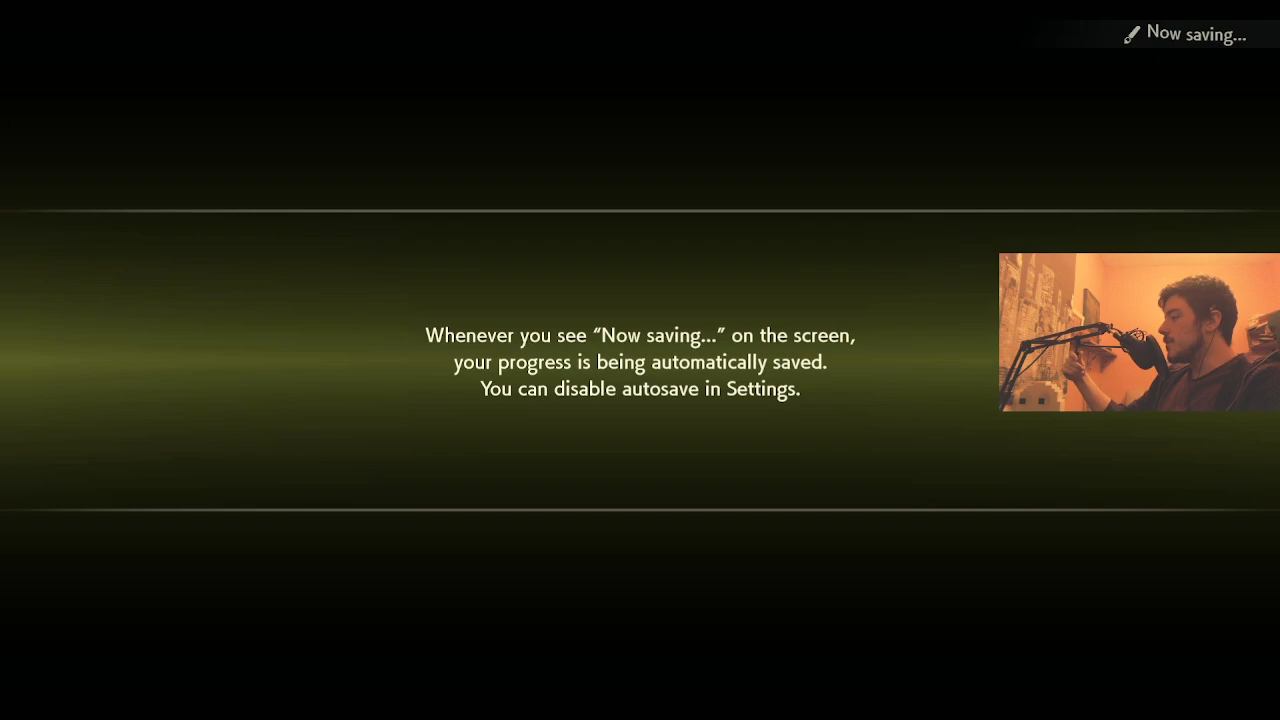 Now saving...
Whenever you see “Now saving...” on the screen,
your progress is being automatically saved.
You can disable autosave in Settings.